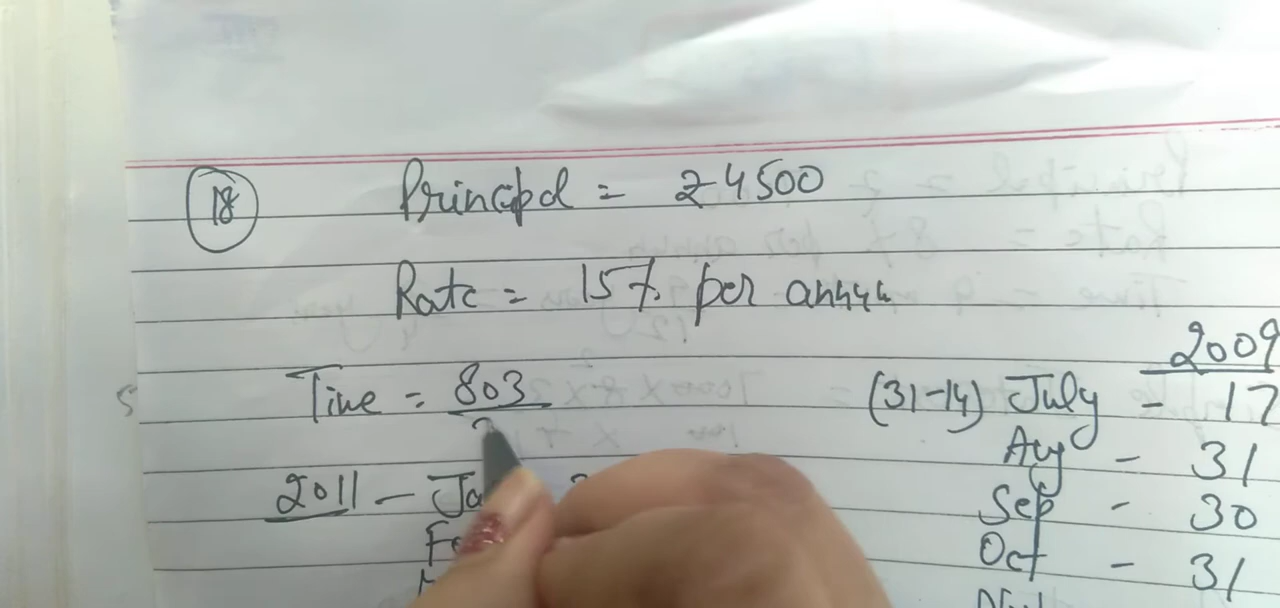 18 Principal = 24500
Rate = 15% per annum
Time = 803
2009
(31-14) July - 17
Aug - 31
2011 - Ja
Sep - 30
Oct - 31